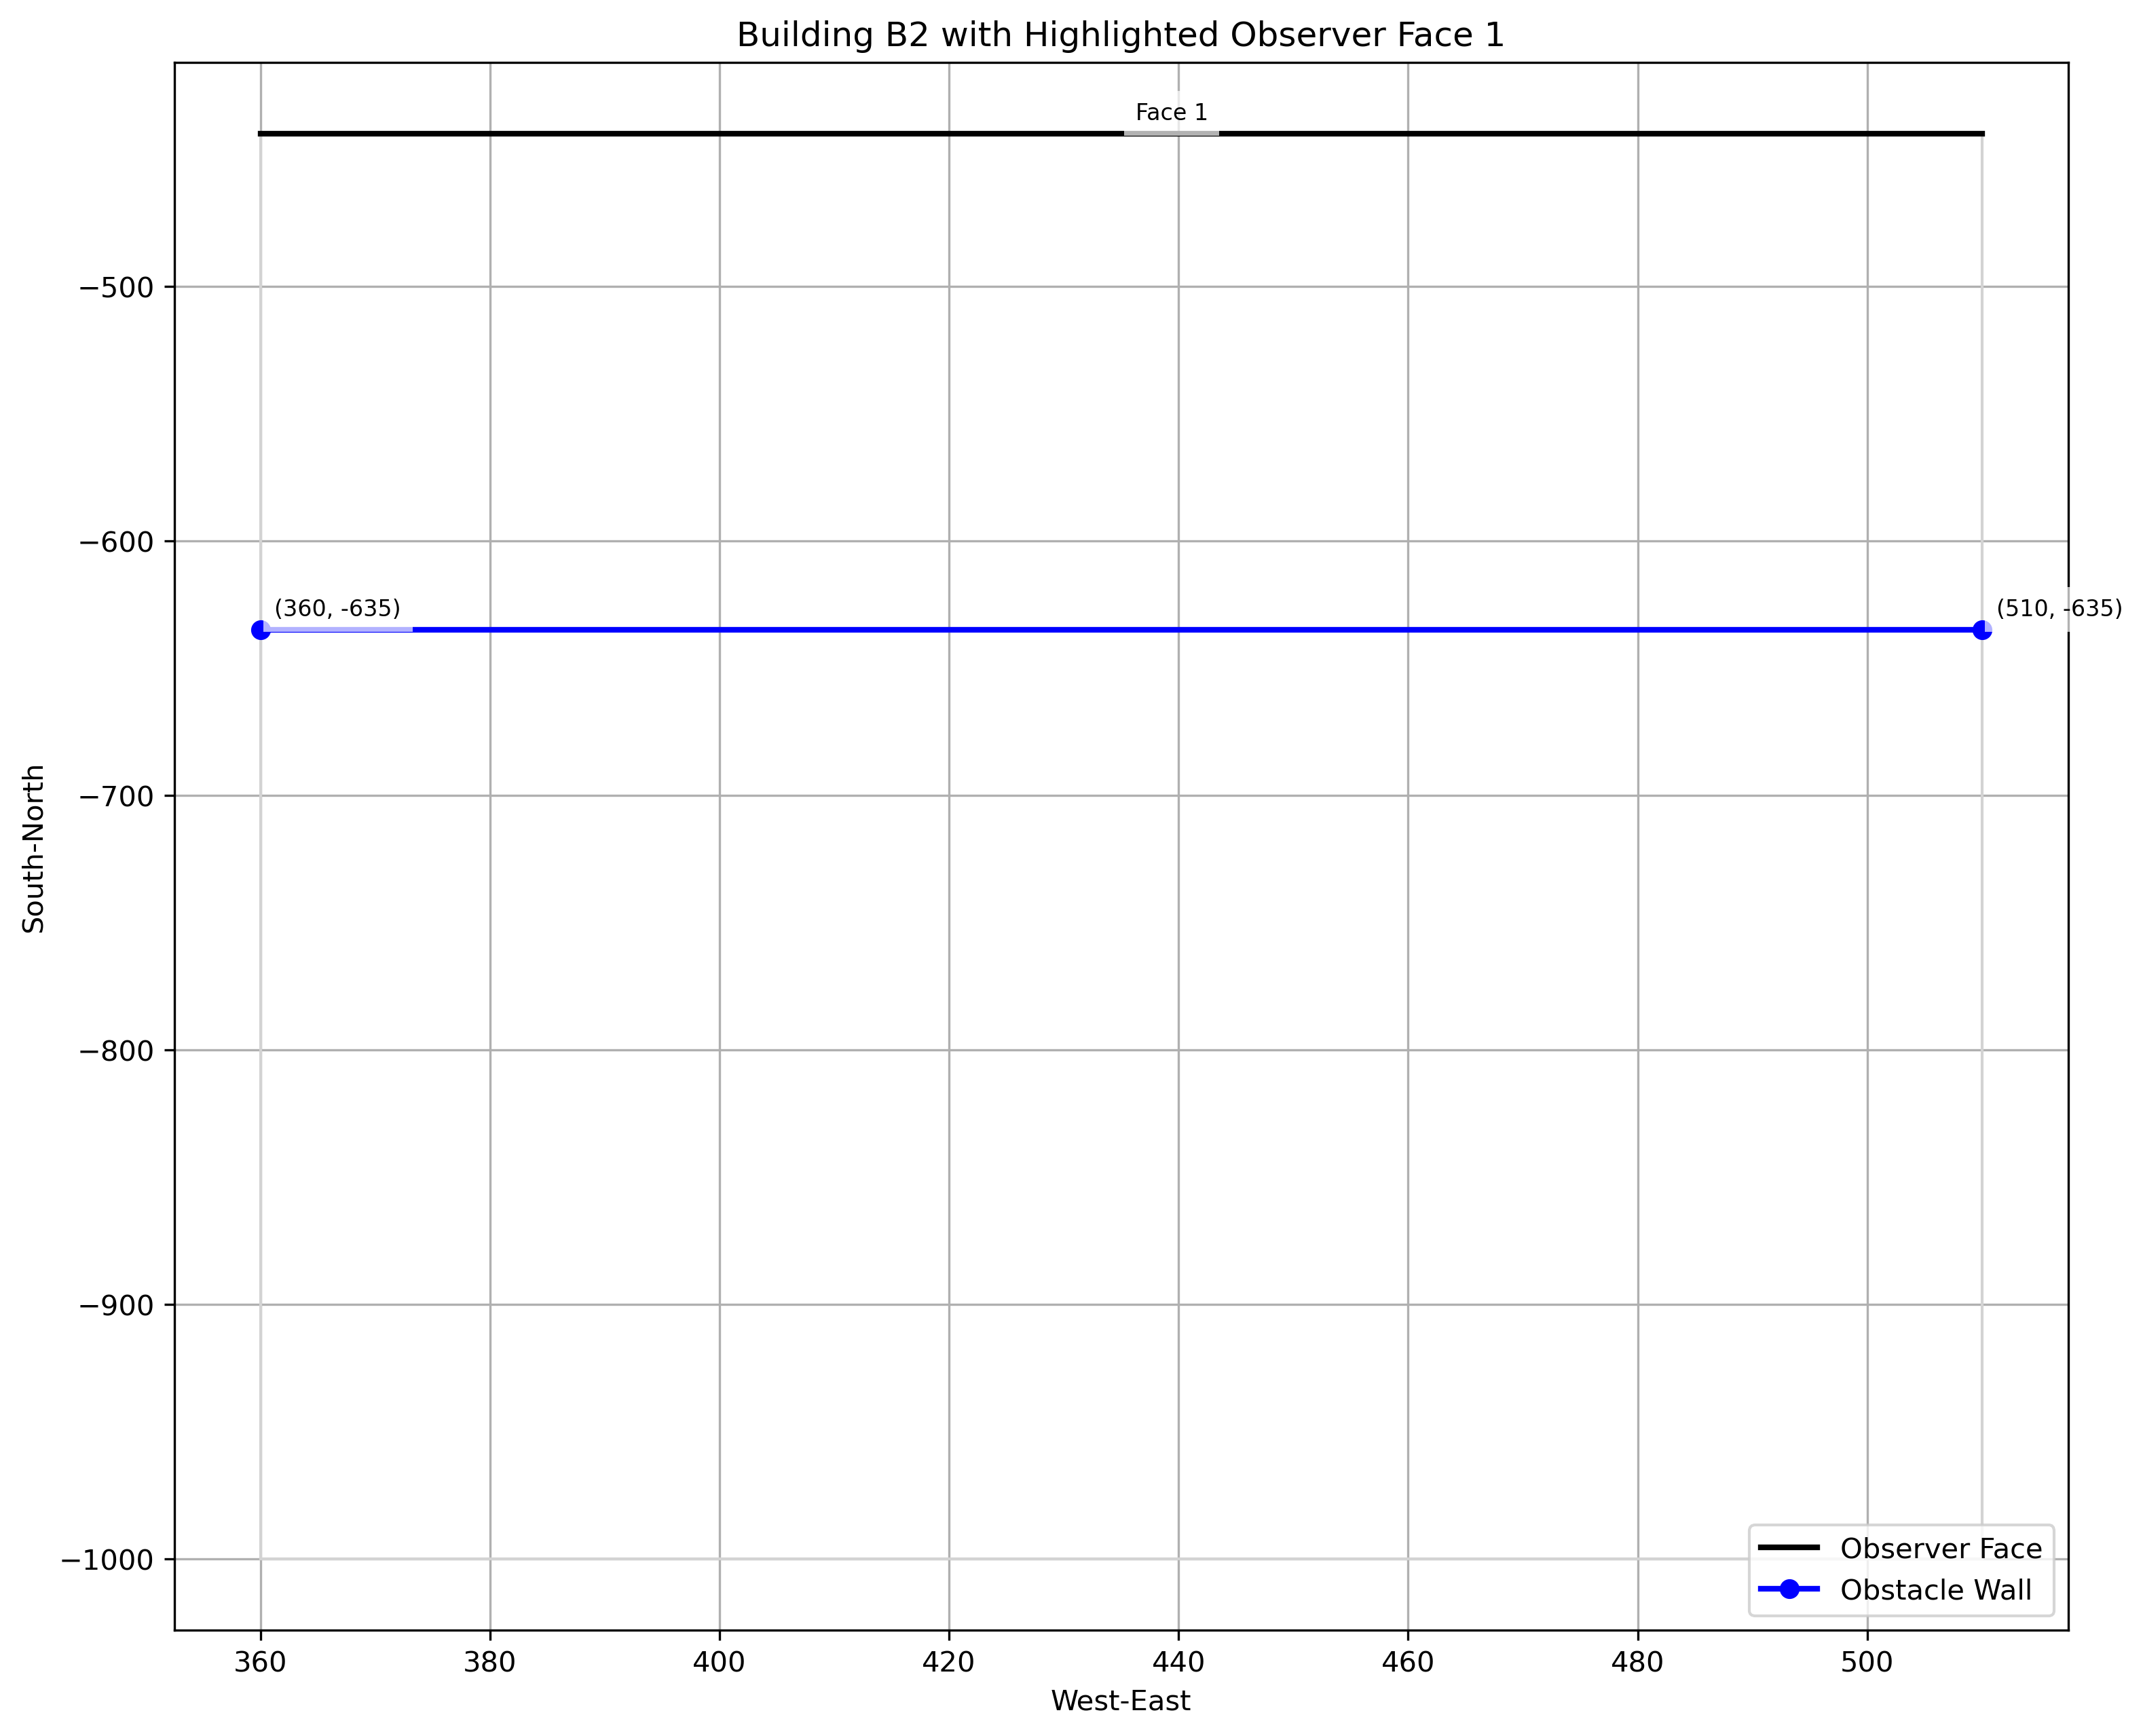 Building B2 with Highlighted Observer Face 1
Face 1
−500
−600
(360, -635)
(510, -635)
−700
−800
−900
−1000
South-North
Observer Face
Obstacle Wall
360
380
400
420
440
460
480
500
West-East